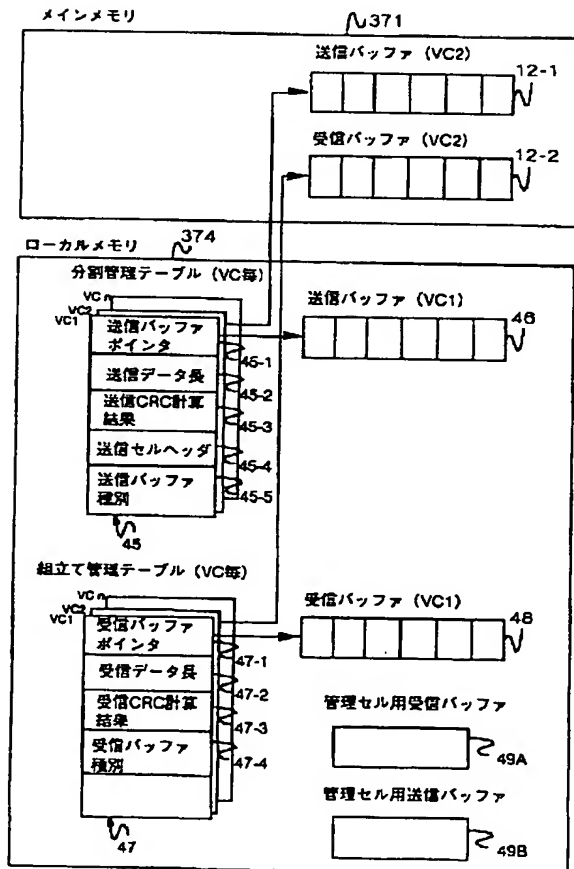 メインメモリ
371
送信バッファ (VC2)
12-1
受信バッファ (VC2)
12-2
ローカルメモリ
374
分割管理テーブル (VC毎)
VC n
VC2
VC1
送信バッファ
ポインタ
45-1
送信データ長
45-2
送信CRC計算
結果
45-3
送信セルヘッダ
45-4
送信バッファ
種別
45-5
45
送信バッファ (VC1)
46
組立て管理テーブル (VC毎)
VC n
VC2
VC1
受信バッファ
ポインタ
47-1
受信データ長
47-2
受信CRC計算
結果
47-3
受信バッファ
種別
47-4
47
受信バッファ (VC1)
48
管理セル用受信バッファ
49A
管理セル用送信バッファ
49B